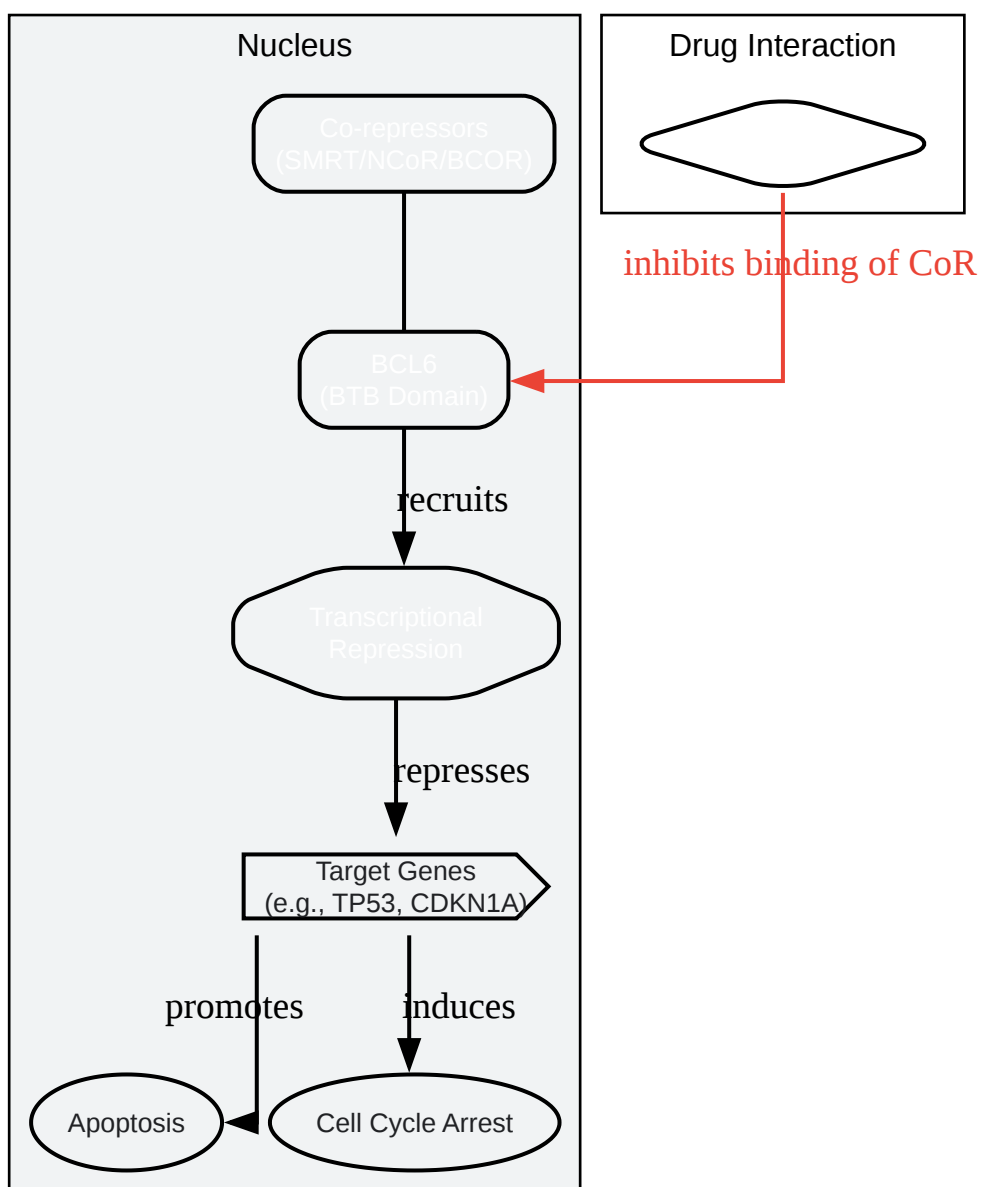 Nucleus
Drug Interaction
Co-repressors
(SMRT/NCoR/BCOR)
inhibits binding of CoR
BCL6
(BTB Domain)
recruits
Transcriptional
Repression
represses
Target Genes
(e.g., TP53, CDKN1A)
promotes
induces
Apoptosis
Cell Cycle Arrest